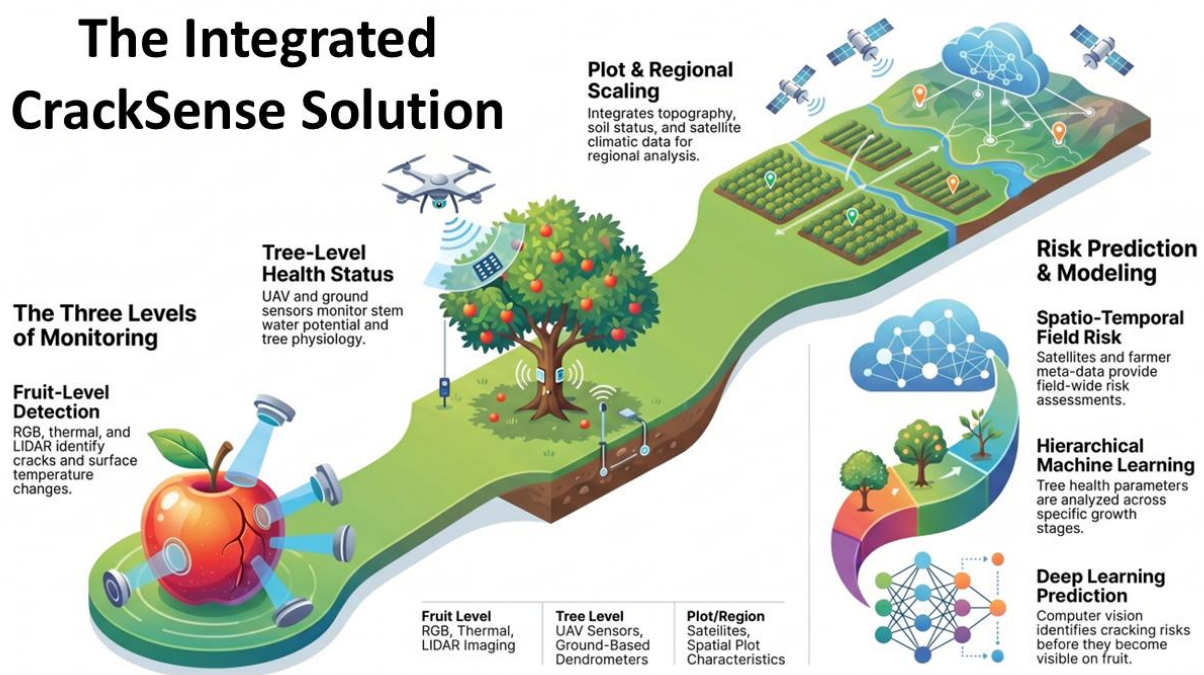 The Integrated
CrackSense Solution
Plot & Regional
Scaling
Integrates topography,
soil status, and satellite
climatic data for
regional analysis.
Tree-Level
Health Status
UAV and ground
sensors monitor stem
water potential and
tree physiology.
The Three Levels
of Monitoring
Fruit-Level
Detection
RGB, thermal, and
LIDAR identify
cracks and surface
temperature
changes.
Risk Prediction
& Modeling
Spatio-Temporal
Field Risk
Satellites and farmer
meta-data provide
field-wide risk
assessments.
Hierarchical
Machine Learning
Tree health parameters
are analyzed across
specific growth
stages.
Deep Learning
Prediction
Computer vision
identifies cracking risks
before they become
visible on fruit.
Fruit Level
RGB, Thermal,
LIDAR Imaging
Tree Level
UAV Sensors,
Ground-Based
Dendrometers
Plot/Region
Sateilites,
Spatial Plot
Characteristics